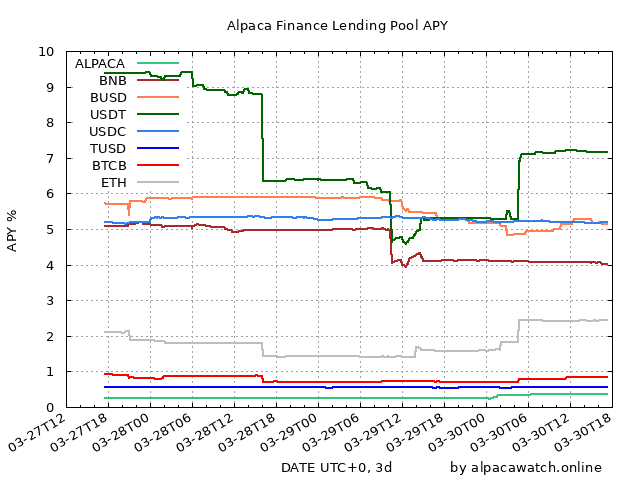 Alpaca Finance Lending Pool APY
10
9
8
7
6
5
4
3
2
1
0
APY %
ALPACA
BNB
BUSD
USDT
USDC
TUSD
BTCB
ETH
03-27T12
03-27T18
03-28T00
03-28T06
03-28T12
03-28T18
03-29T00
03-29T06
03-29T12
03-29T18
03-30T00
03-30T06
03-30T12
03-30T18
DATE UTC+0, 3d
by alpacawatch.online